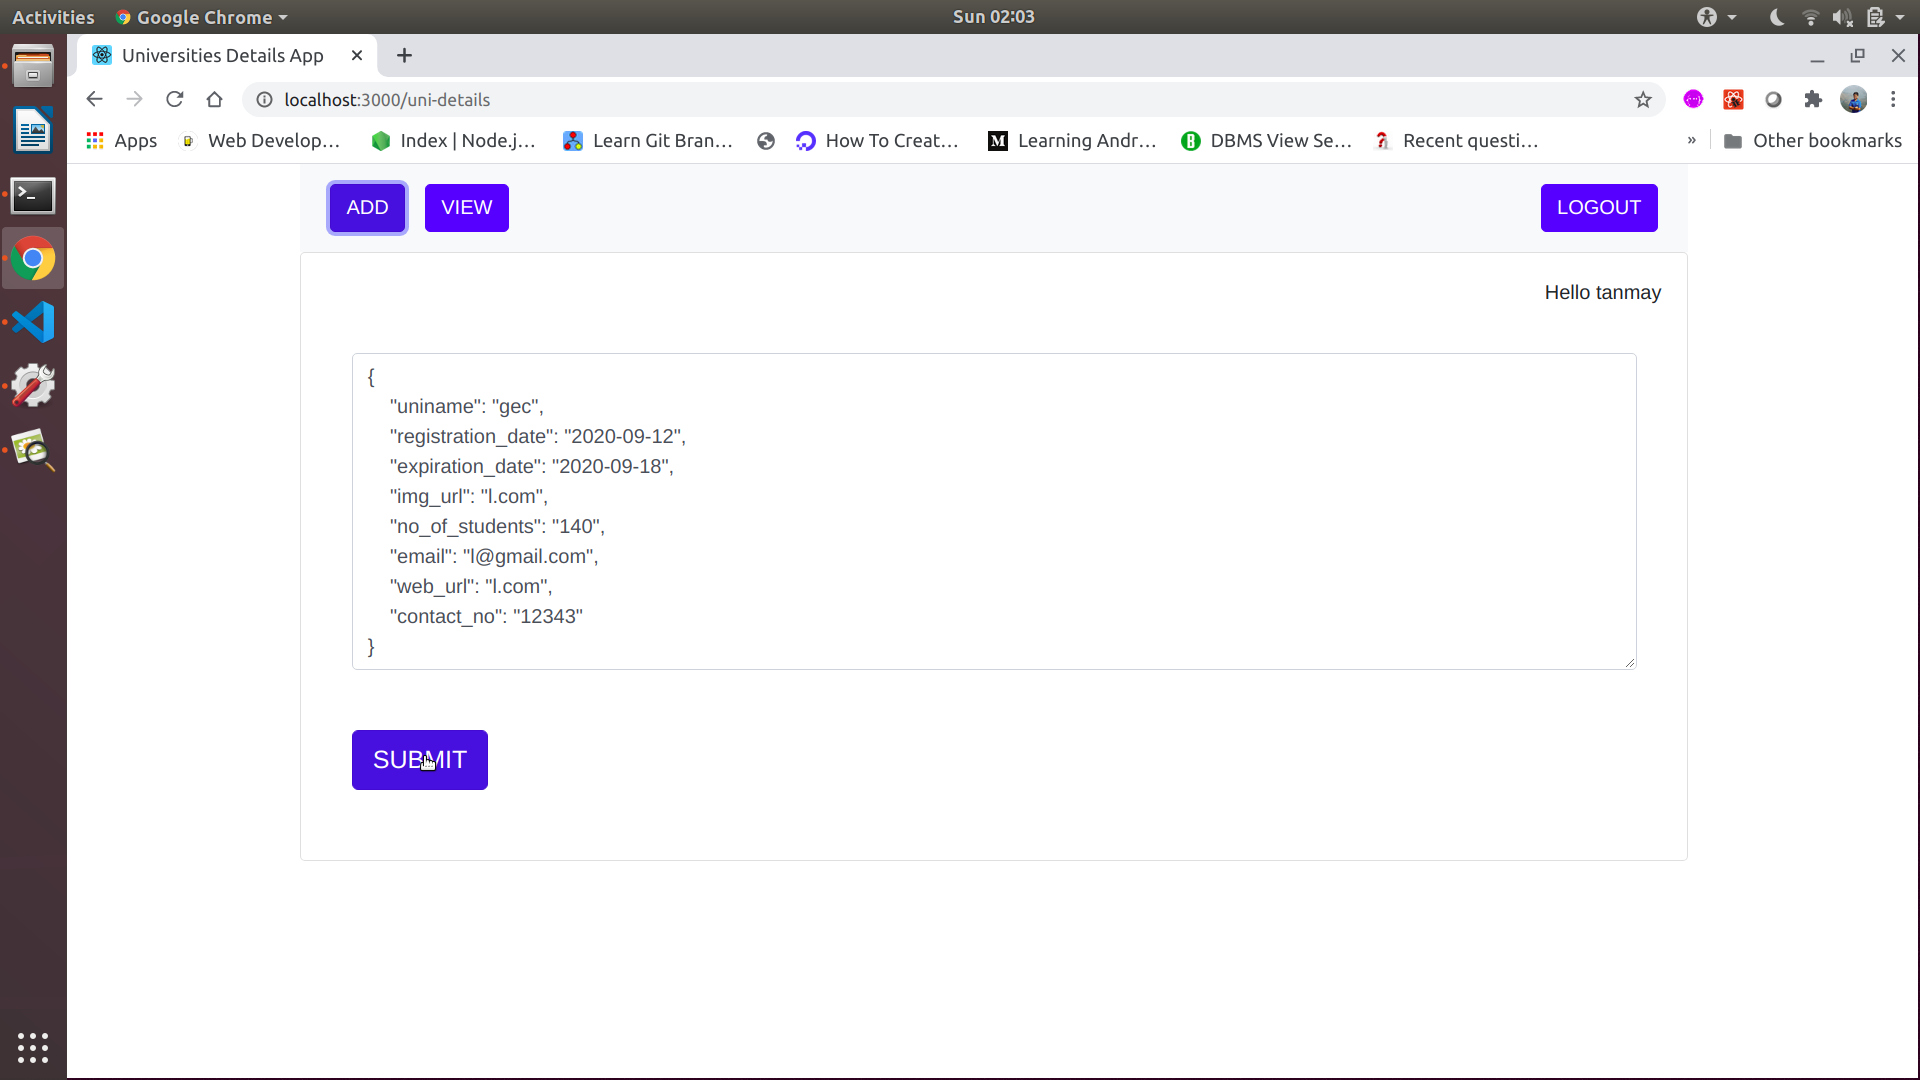 Activities Google Chrome Sun 02:03
Universities Details App
localhost:3000/uni-details
Apps Web Develop... Index | Node.j... Learn Git Bran... How To Creat... Learning Andr... DBMS View Se... Recent questi... » Other bookmarks
ADD VIEW LOGOUT
Hello tanmay
{
"uniname": "gec",
"registration_date": "2020-09-12",
"expiration_date": "2020-09-18",
"img_url": "l.com",
"no_of_students": "140",
"email": "l@gmail.com",
"web_url": "l.com",
"contact_no": "12343"
}
SUBMIT